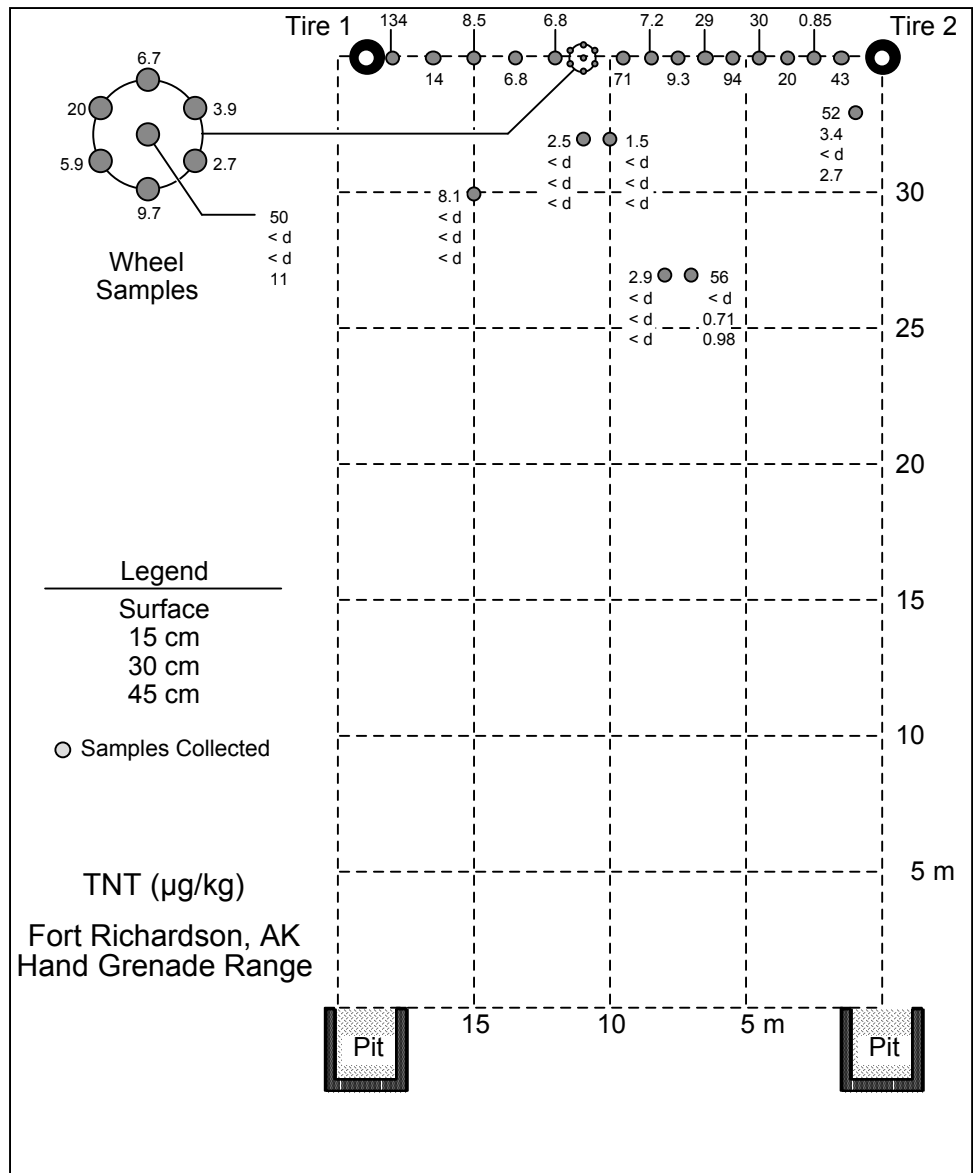 Tire 1
134
8.5
6.8
7.2
29
30
0.85
Tire 2
14
6.8
71
9.3
94
20
43
6.7
20
3.9
5.9
2.7
9.7
50
< d
< d
11
Wheel
Samples
52
3.4
< d
2.7
2.5
< d
< d
< d
1.5
< d
< d
< d
8.1
< d
< d
< d
2.9
< d
< d
< d
56
< d
0.71
0.98
30
25
20
15
10
5 m
Legend
Surface
15 cm
30 cm
45 cm
Samples Collected
TNT (µg/kg)
Fort Richardson, AK
Hand Grenade Range
15
10
5 m
Pit
Pit